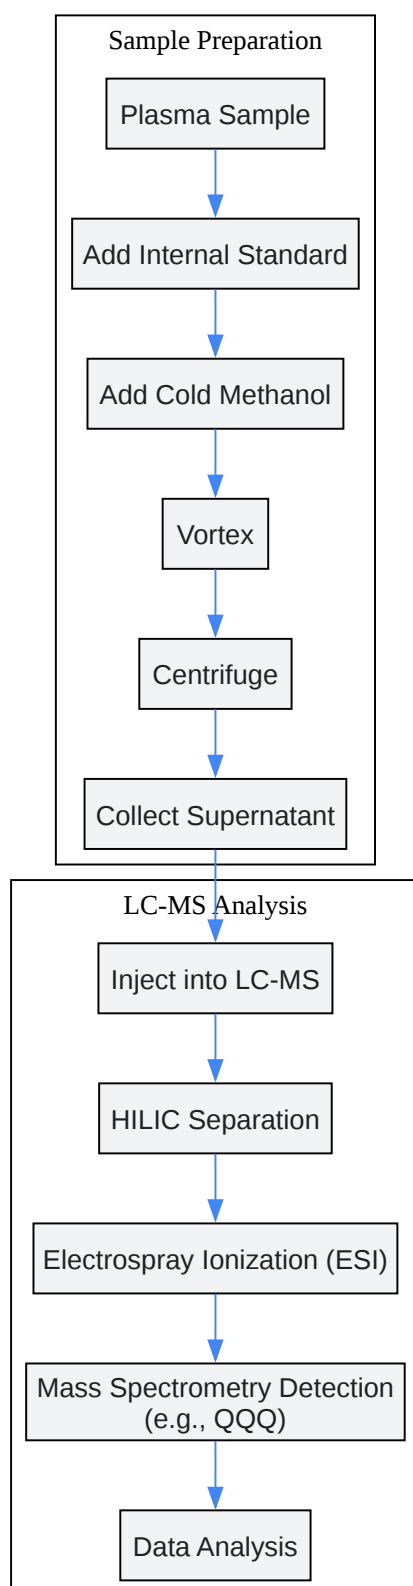 Sample Preparation
Plasma Sample
Add Internal Standard
Add Cold Methanol
Vortex
Centrifuge
Collect Supernatant
LC-MS Analysis
Inject into LC-MS
HILIC Separation
Electrospray Ionization (ESI)
Mass Spectrometry Detection
(e.g., QQQ)
Data Analysis